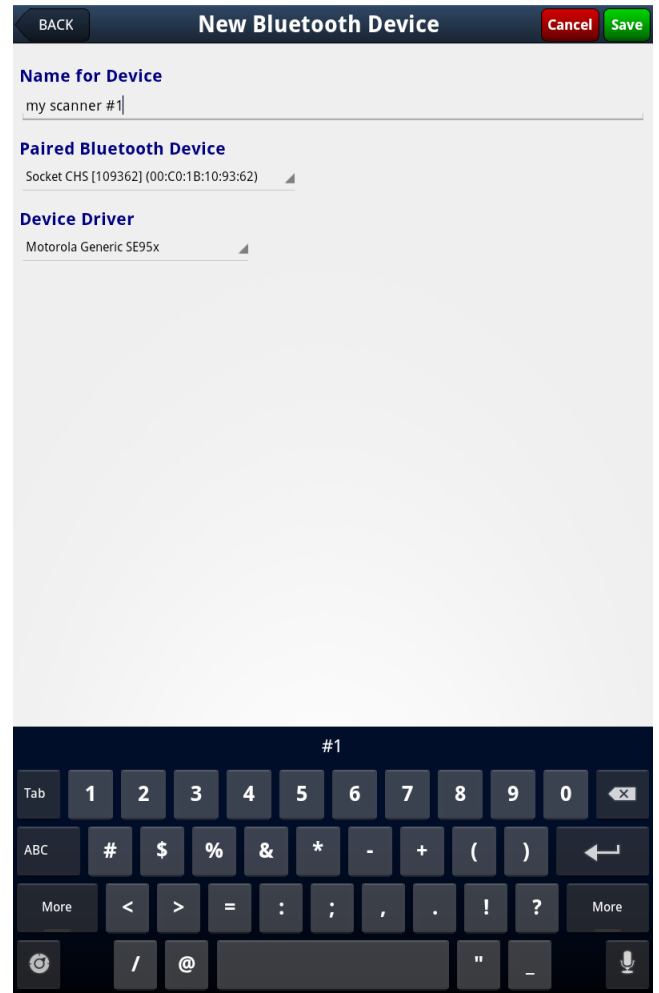 BACK New Bluetooth Device Cancel Save
Name for Device
my scanner #1
Paired Bluetooth Device
Socket CHS [109362] (00:C0:1B:10:93:62)
Device Driver
Motorola Generic SE95x
#1
Tab 1 2 3 4 5 6 7 8 9 0
ABC # $ % & * - + ( )
More < > = : ; , . ! ? More
/ @ " _